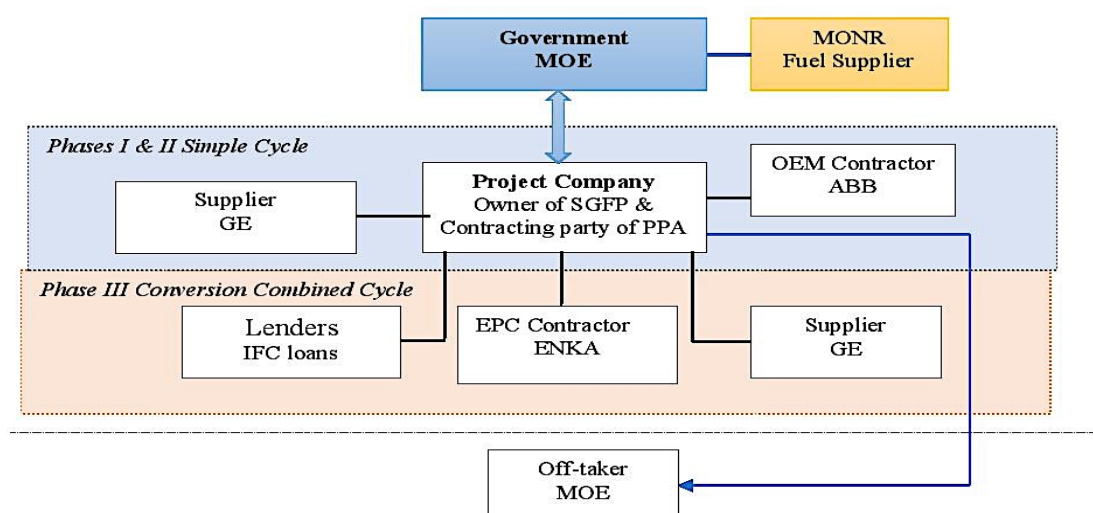 Government
MOE
MONR
Fuel Supplier
Phases I & II Simple Cycle
Supplier
GE
Project Company
Owner of SGFP &
Contracting party of PPA
OEM Contractor
ABB
Phase III Conversion Combined Cycle
Lenders
IFC loans
EPC Contractor
ENKA
Supplier
GE
Off-taker
MOE